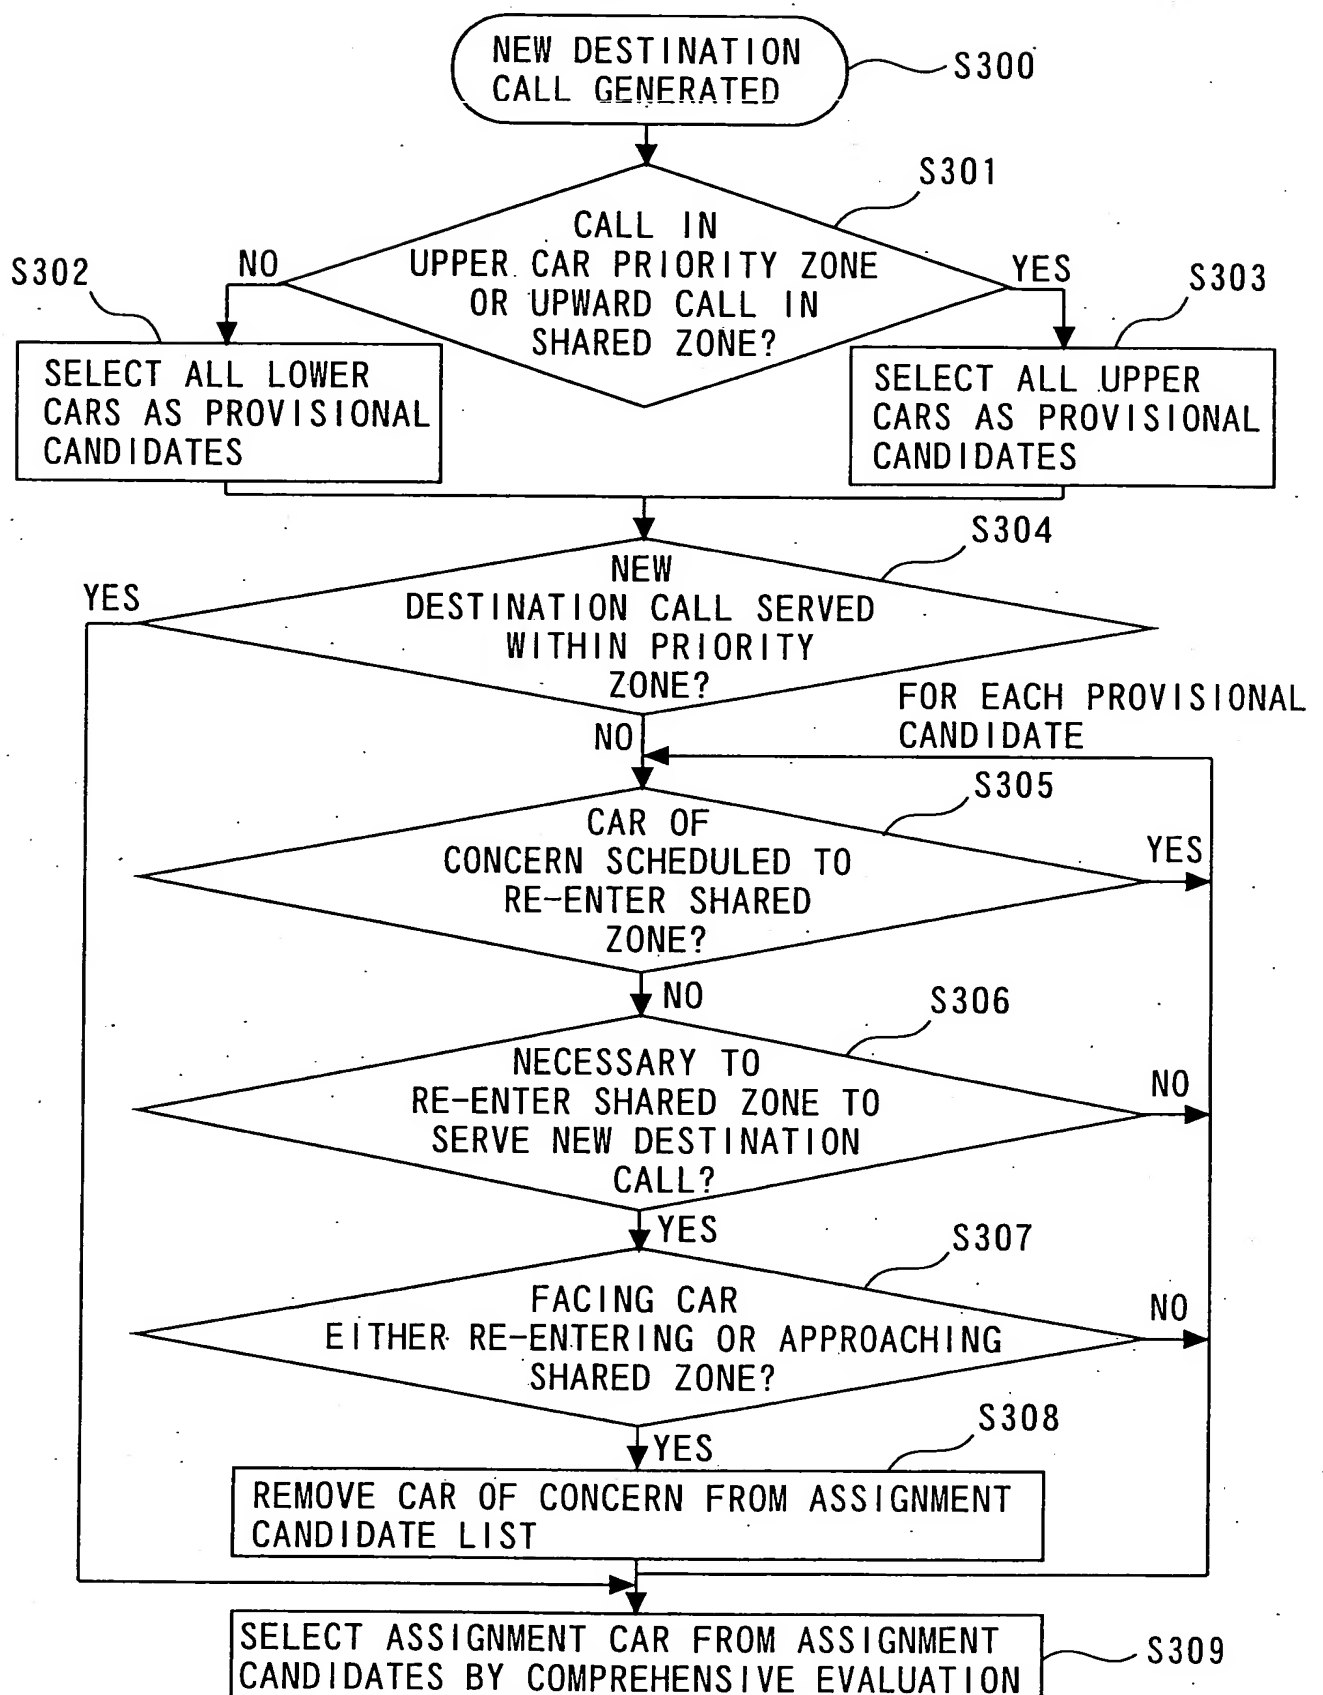 NEW DESTINATION
CALL GENERATED
S300
S301
CALL IN
UPPER CAR PRIORITY ZONE
OR UPWARD CALL IN
SHARED ZONE?
NO
YES
S302
S303
SELECT ALL LOWER
CARS AS PROVISIONAL
CANDIDATES
SELECT ALL UPPER
CARS AS PROVISIONAL
CANDIDATES
S304
NEW
DESTINATION CALL SERVED
WITHIN PRIORITY
ZONE?
YES
NO
FOR EACH PROVISIONAL
CANDIDATE
S305
CAR OF
CONCERN SCHEDULED TO
RE-ENTER SHARED
ZONE?
YES
NO
S306
NECESSARY TO
RE-ENTER SHARED ZONE TO
SERVE NEW DESTINATION
CALL?
NO
YES
S307
FACING CAR
EITHER RE-ENTERING OR APPROACHING
SHARED ZONE?
NO
YES
S308
REMOVE CAR OF CONCERN FROM ASSIGNMENT
CANDIDATE LIST
SELECT ASSIGNMENT CAR FROM ASSIGNMENT
CANDIDATES BY COMPREHENSIVE EVALUATION
S309